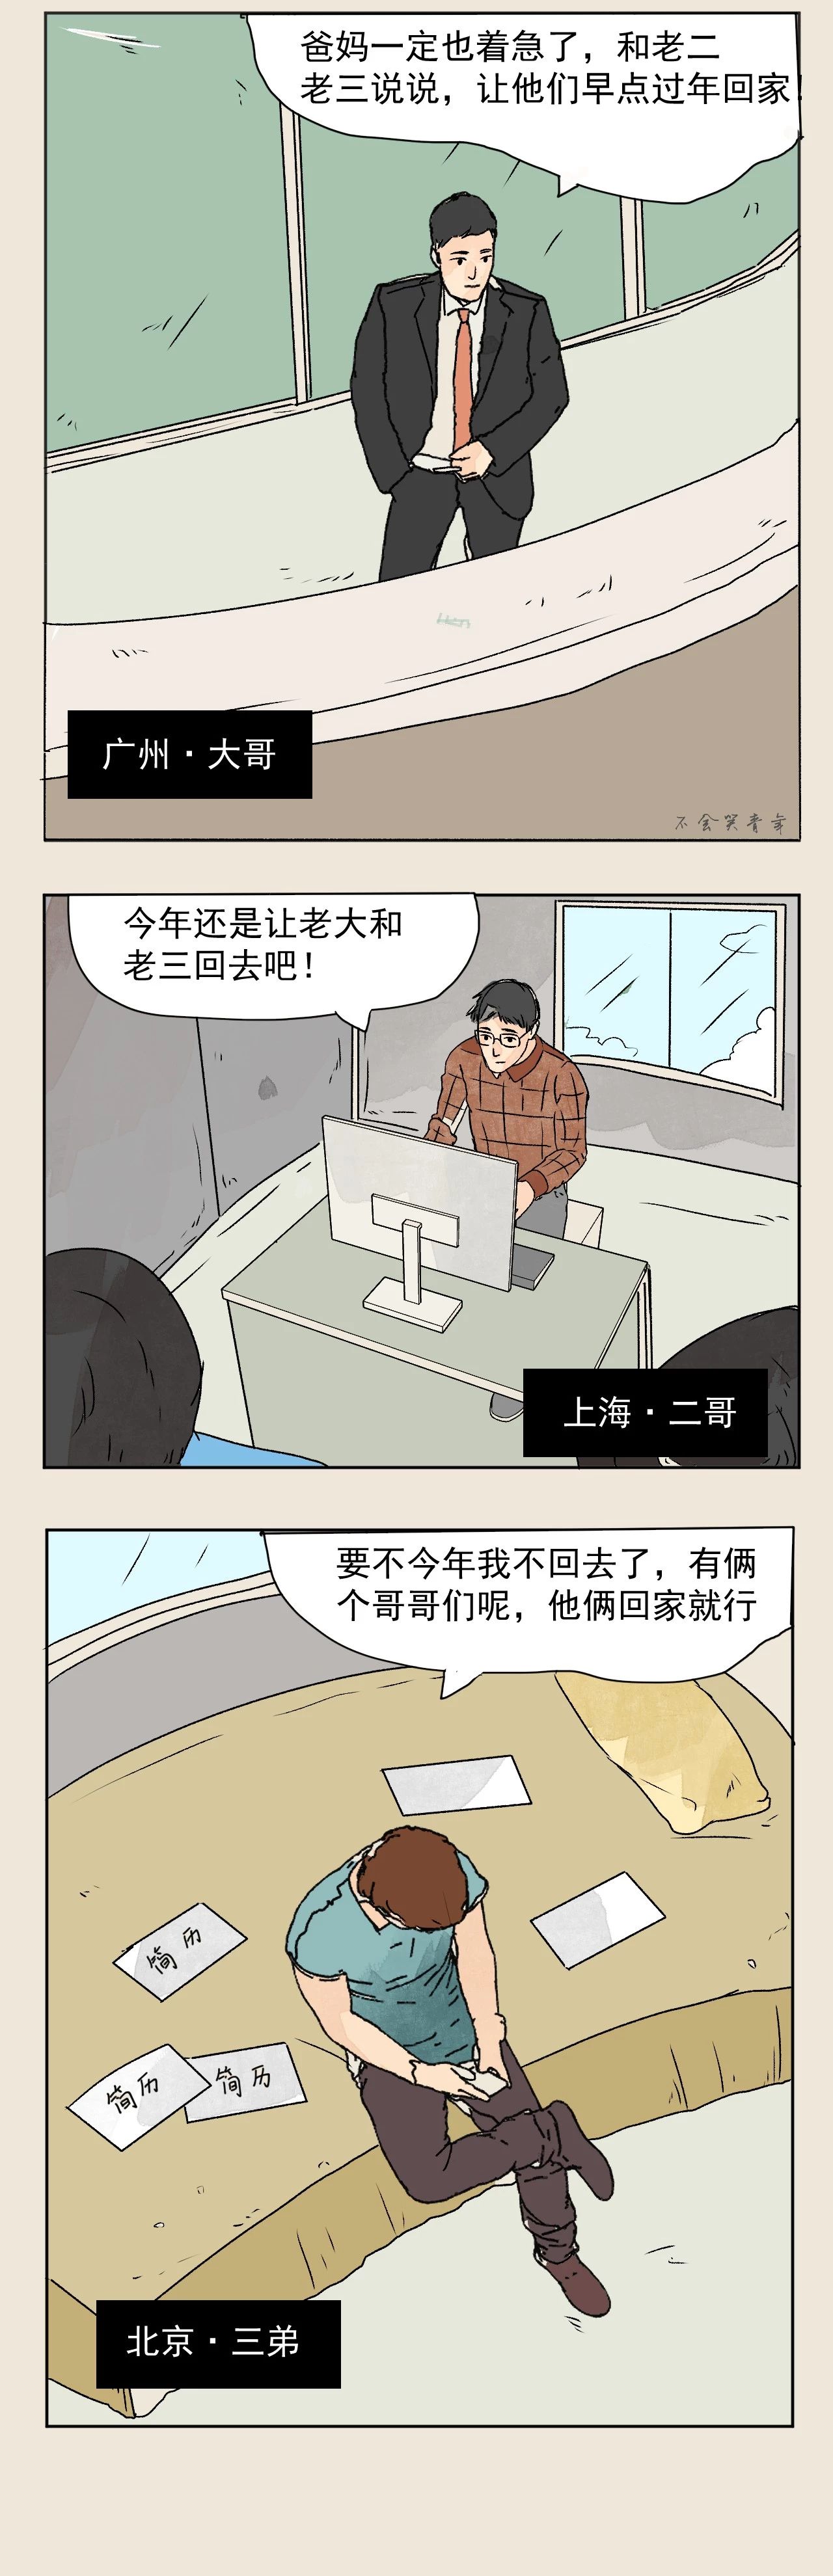 爸妈一定也着急了，和老二
老三说说，让他们早点过年回家！
广州·大哥
不会笑青年
今年还是让老大和
老三回去吧！
上海·二哥
要不今年我不回去了，有俩
个哥哥们呢，他俩回家就行
简历
简历
简历
北京·三弟